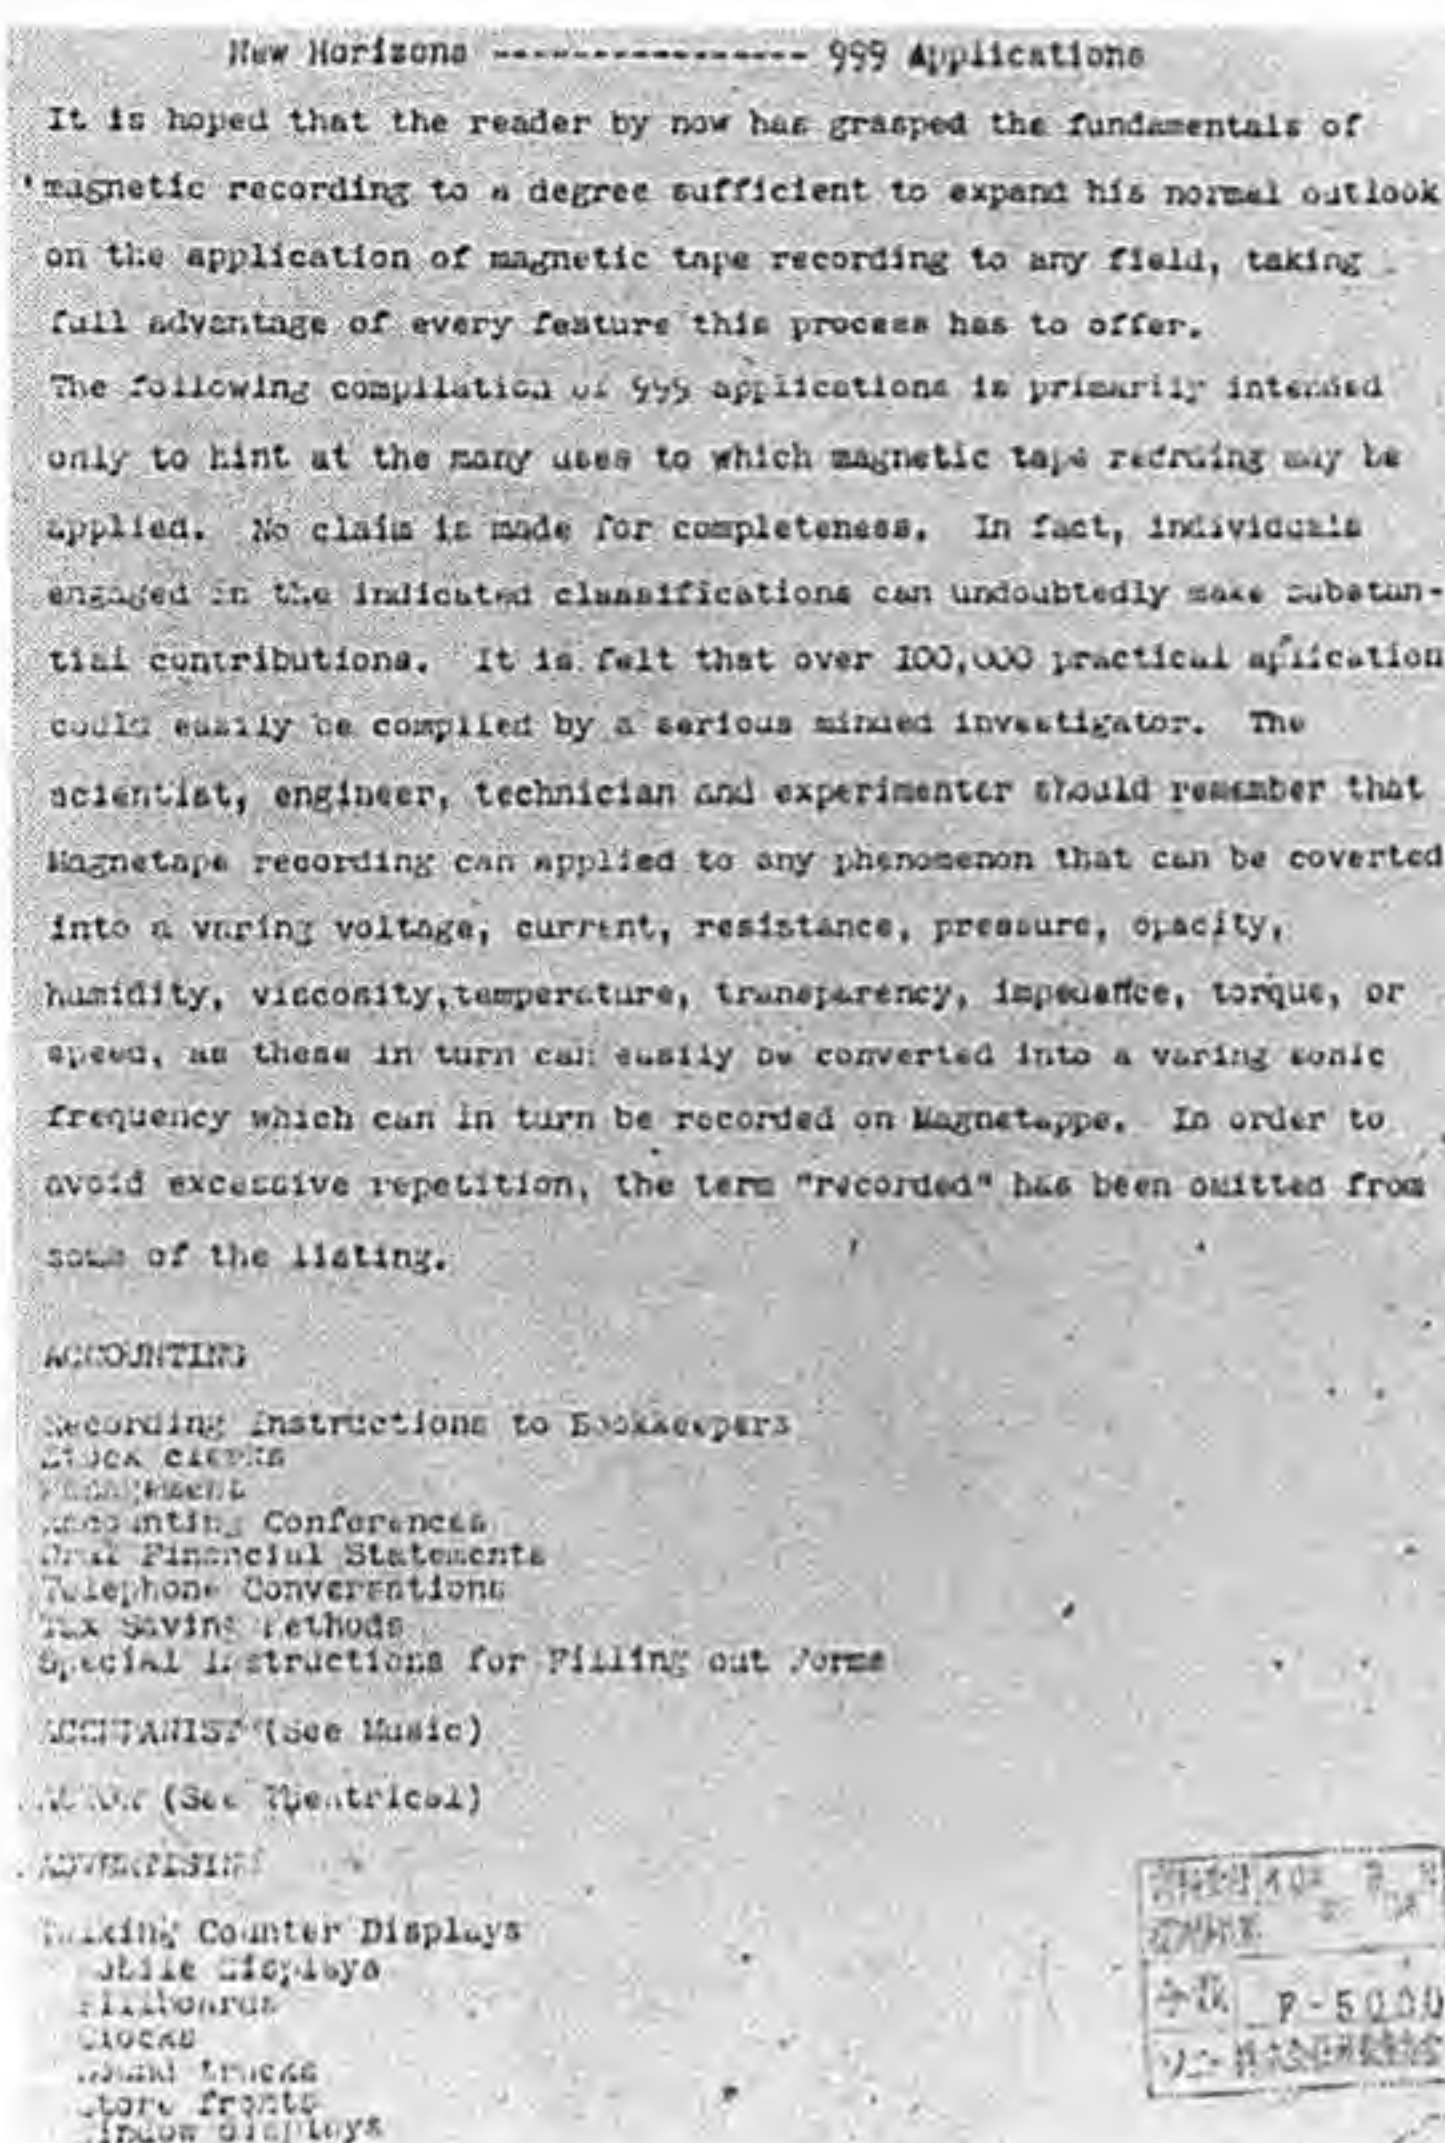 New Horizons ----------------- 999 Applications
It is hoped that the reader by now has grasped the fundamentals of
magnetic recording to a degree sufficient to expand his normal outlook
on the application of magnetic tape recording to any field, taking
full advantage of every feature this process has to offer.
The following compilation of 999 applications is primarily intended
only to hint at the many uses to which magnetic tape may be
applied. No claim is made for completeness. In fact, individuals
engaged in the indicated classifications can undoubtedly make substan-
tial contributions. It is felt that over 100,000 practical aplication
could easily be complied by a serious minded investigator. The
scientist, engineer, technician and experimenter should remember that
Magnetape recording can applied to any phenomenon that can be coverted
into a varing voltage, current, resistance, pressure, opacity,
humidity, viscosity,temperature, transparency, impedance, torque, or
speed, as these in turn can easily be converted into a varing sonic
frequency which can in turn be recorded on Magnetappe. In order to
avoid excessive repetition, the term "recorded" has been omitted from
some of the listing.
ACCOUNTING
Recording Instructions to Bookkeepers
Stock clerks
Management
Accounting Conferences
Oral Financial Statements
Telephone Conversations
Tax Saving Methods
Special Instructions for Filling out Forms
(See Music)
(See Theatrical)
ADVERTISING
Talking Counter Displays
Mobile displays
Billboards
Clocks
Sound trucks
Store fronts
Window displays
P-5000